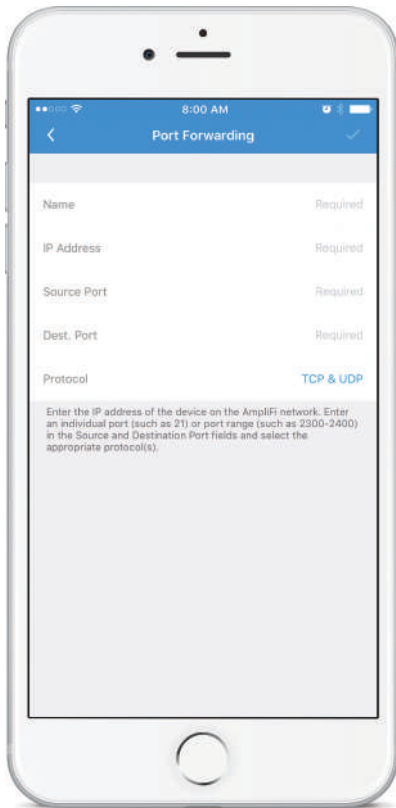 8:00 AM
Port Forwarding
Name Required
IP Address Required
Source Port Required
Dest. Port Required
Protocol TCP & UDP
Enter the IP address of the device on the AmpliFi network. Enter
an individual port (such as 21) or port range (such as 2300-2400)
in the Source and Destination Port fields and select the
appropriate protocol(s).